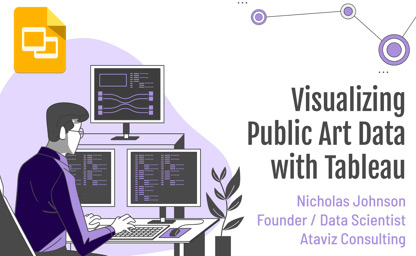 Visualizing
Public Art Data
with Tableau
Nicholas Johnson
Founder / Data Scientist
Ataviz Consulting